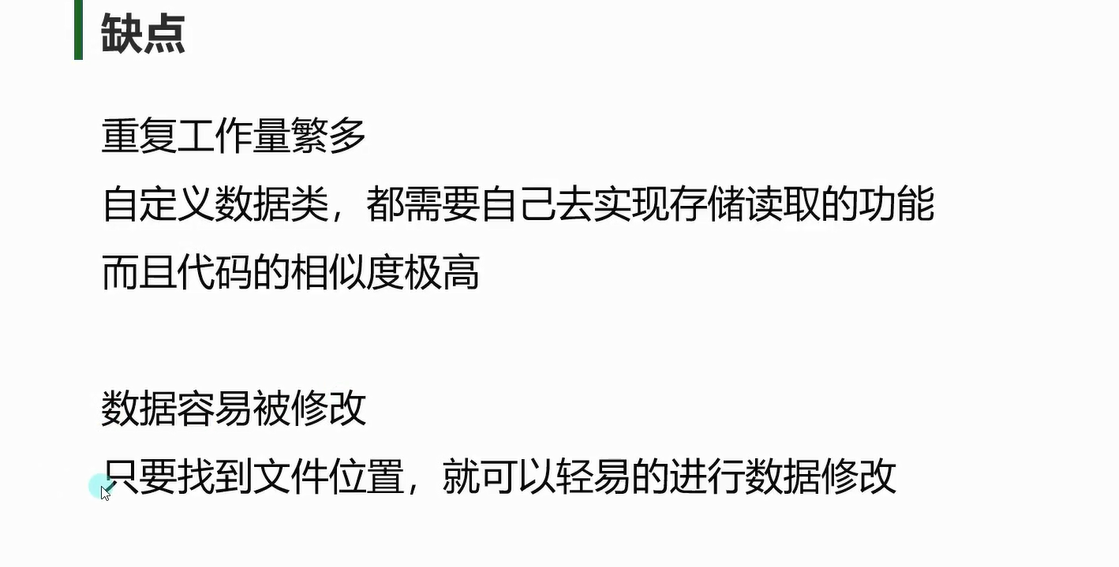 缺点
重复工作量繁多
自定义数据类，都需要自己去实现存储读取的功能
而且代码的相似度极高
数据容易被修改
只要找到文件位置，就可以轻易的进行数据修改